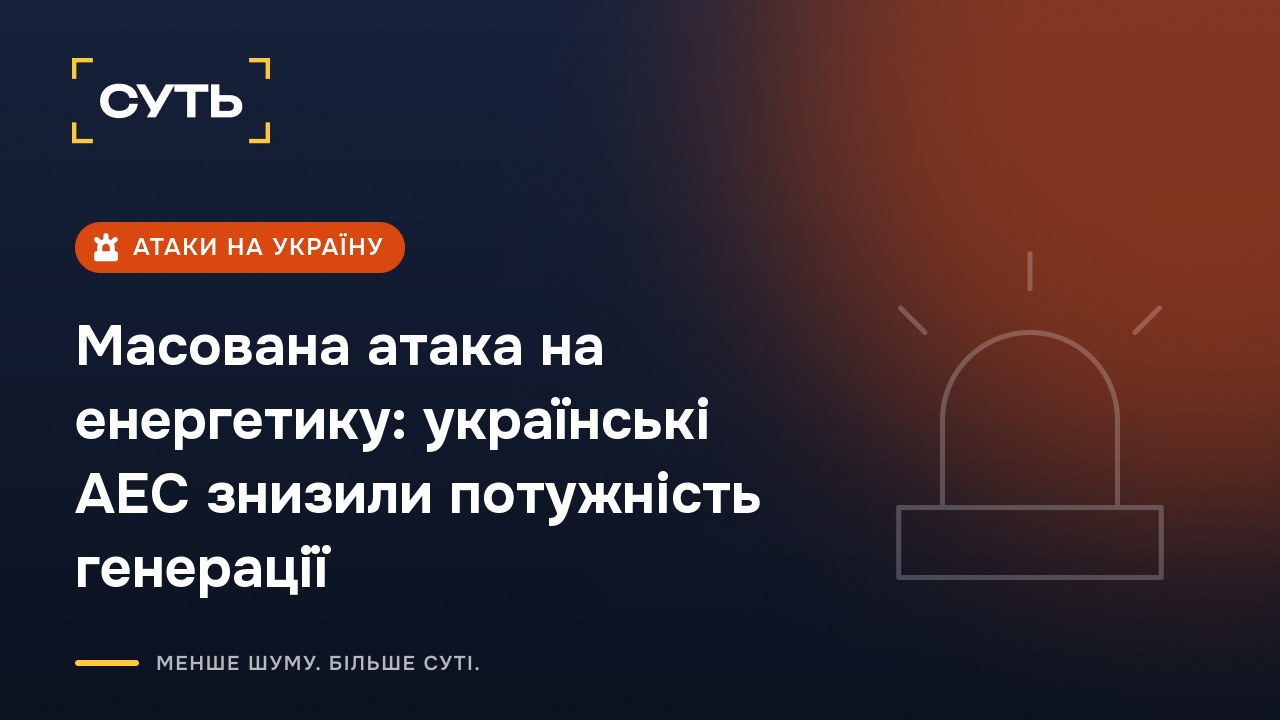 СУТЬ
АТАКИ НА УКРАЇНУ
Масована атака на
енергетику: українські
АЕС знизили потужність
генерації
МЕНШЕ ШУМУ. БІЛЬШЕ СУТІ.